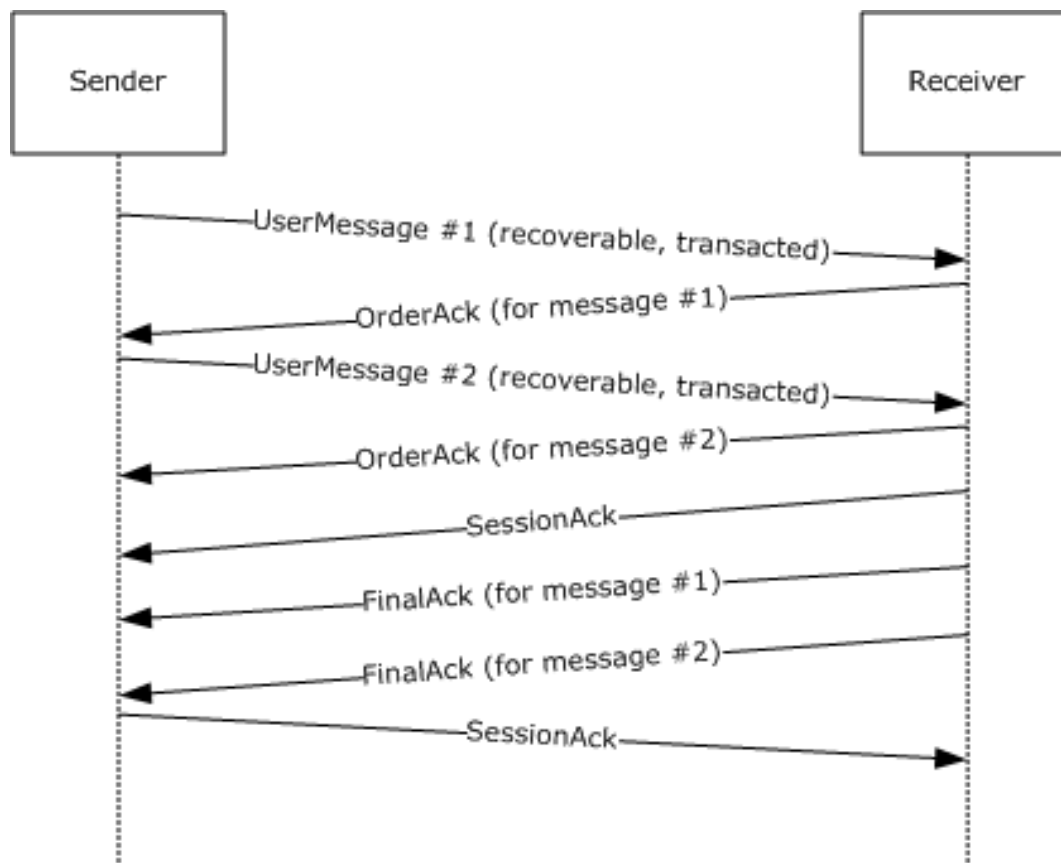 Sender
Receiver
UserMessage #1 (recoverable, transacted)
OrderAck (for message #1)
UserMessage #2 (recoverable, transacted)
OrderAck (for message #2)
SessionAck
FinalAck (for message #1)
FinalAck (for message #2)
SessionAck